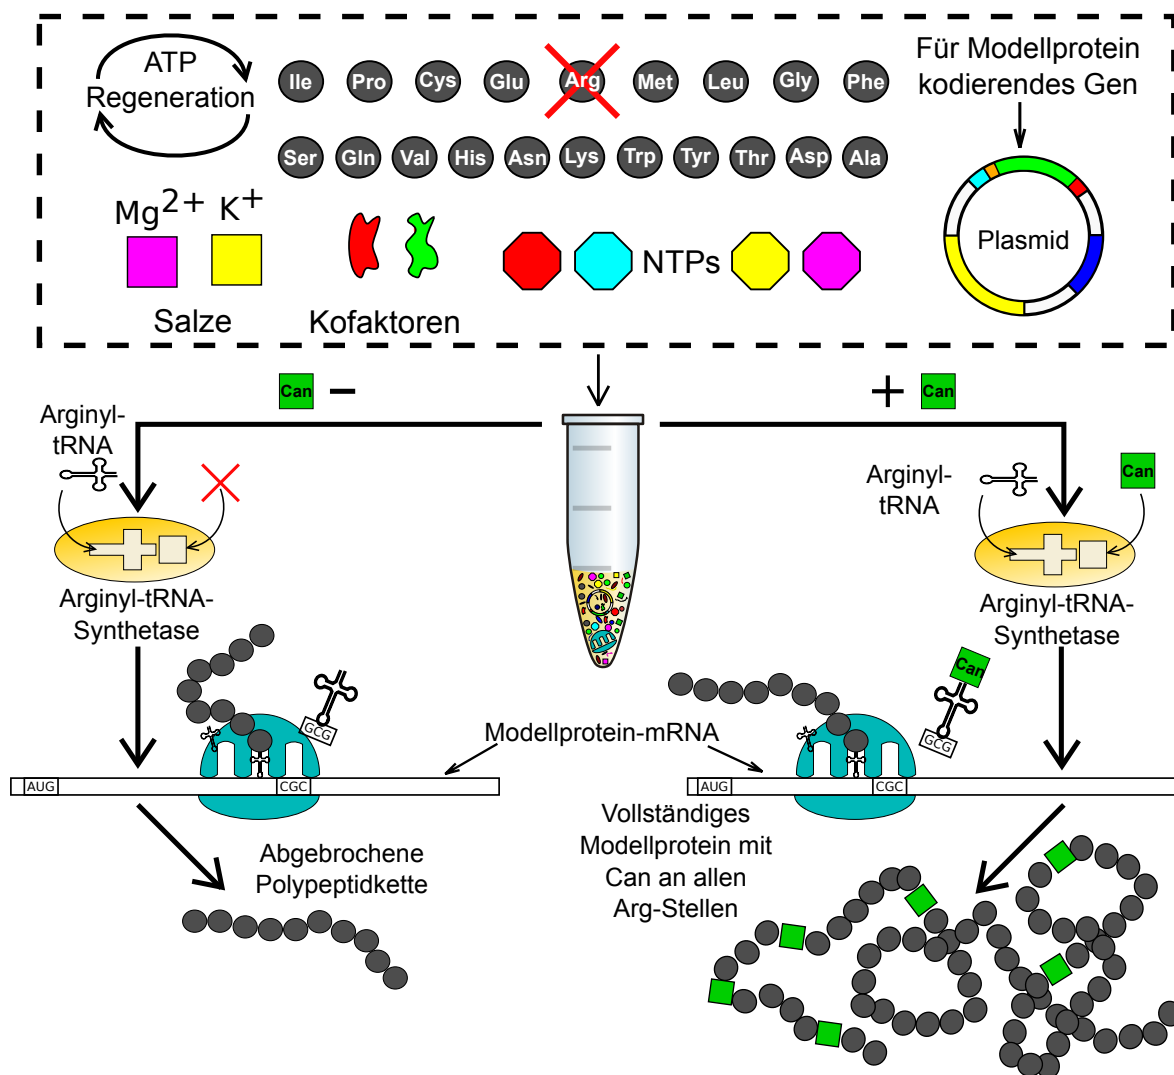 ATP
Regeneration
Ile Pro Cys Glu Arg Met Leu Gly Phe
Ser Gln Val His Asn Lys Trp Tyr Thr Asp Ala
Für Modellprotein
kodierendes Gen
Plasmid
Mg2+ K+
Salze
Kofaktoren
NTPs
Can −
+ Can
Arginyl-
tRNA
Arginyl-tRNA-
Synthetase
Arginyl-
tRNA
Can
Arginyl-tRNA-
Synthetase
GCG
AUG
CGC
Modellprotein-mRNA
Can
GCG
AUG
CGC
Abgebrochene
Polypeptidkette
Vollständiges
Modellprotein mit
Can an allen
Arg-Stellen